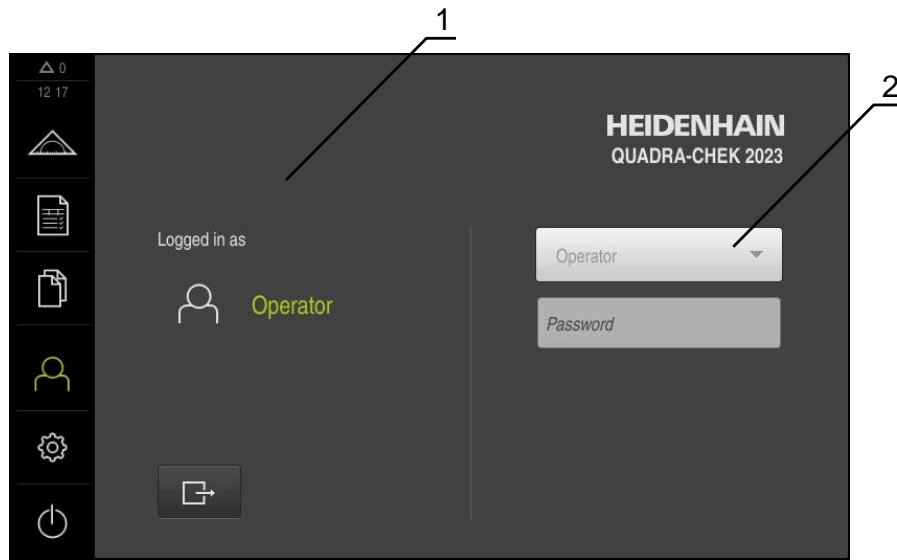 1
0
12 17
2
HEIDENHAIN
QUADRA-CHEK 2023
Logged in as
Operator
Operator
Password